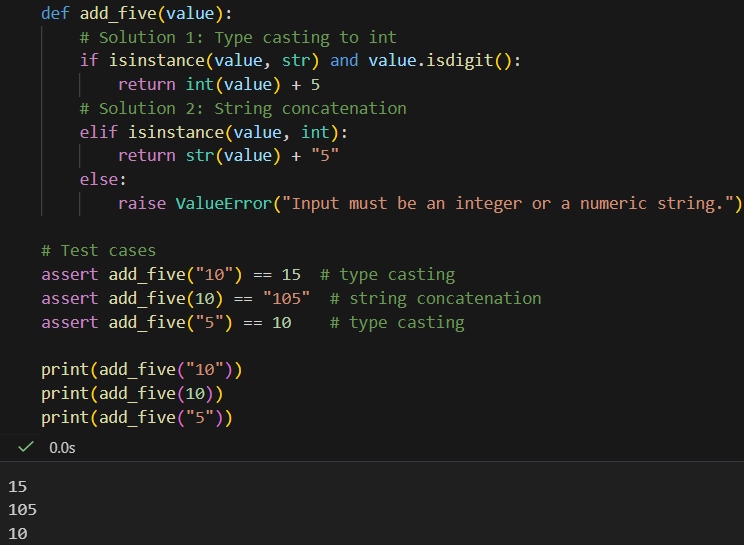 def add_five(value):
    # Solution 1: Type casting to int
    if isinstance(value, str) and value.isdigit():
        return int(value) + 5
    # Solution 2: String concatenation
    elif isinstance(value, int):
        return str(value) + "5"
    else:
        raise ValueError("Input must be an integer or a numeric string.")

# Test cases
assert add_five("10") == 15  # type casting
assert add_five(10) == "105"  # string concatenation
assert add_five("5") == 10    # type casting

print(add_five("10"))
print(add_five(10))
print(add_five("5"))
0.0s
15
105
10